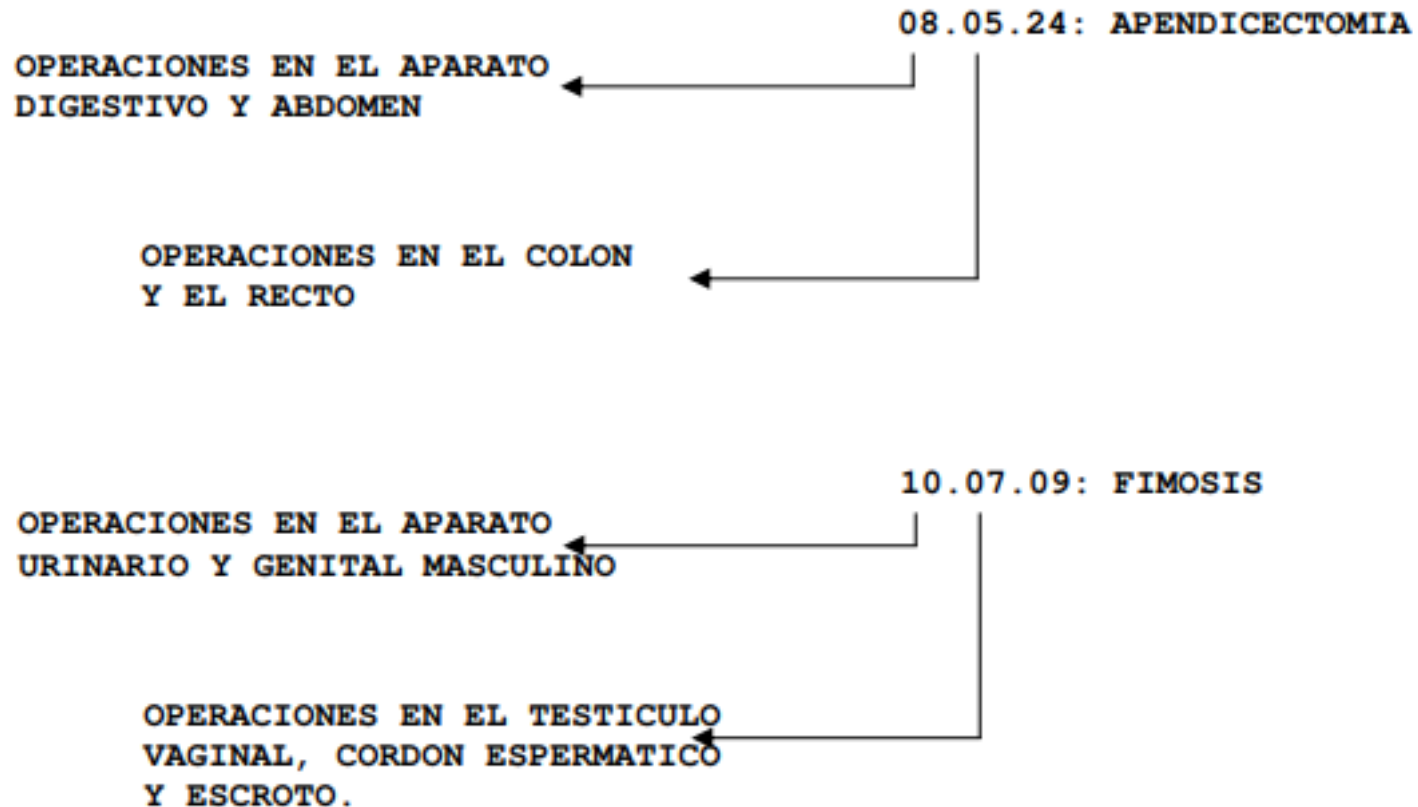 08.05.24: APENDICECTOMIA
OPERACIONES EN EL APARATO
DIGESTIVO Y ABDOMEN
OPERACIONES EN EL COLON
Y EL RECTO
10.07.09: FIMOSIS
OPERACIONES EN EL APARATO
URINARIO Y GENITAL MASCULINO
OPERACIONES EN EL TESTICULO
VAGINAL, CORDON ESPERMATICO
Y ESCROTO.